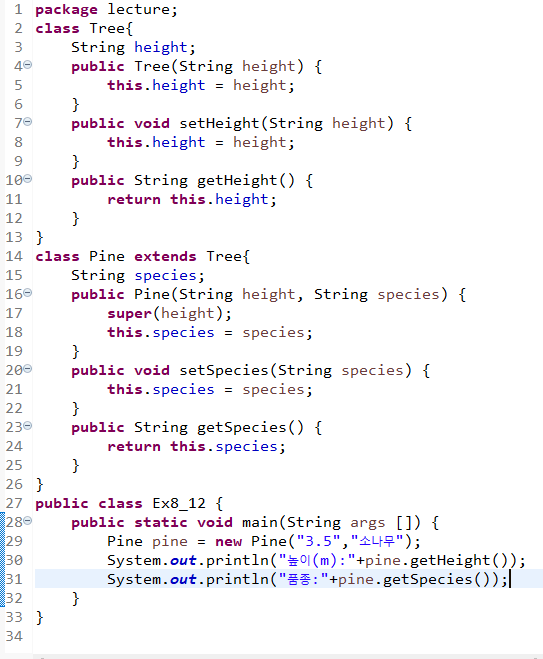 1 package lecture;
2 class Tree{
3 String height;
4 public Tree(String height) {
5 this.height = height;
6 }
7 public void setHeight(String height) {
8 this.height = height;
9 }
10 public String getHeight() {
11 return this.height;
12 }
13 }
14 class Pine extends Tree{
15 String species;
16 public Pine(String height, String species) {
17 super(height);
18 this.species = species;
19 }
20 public void setSpecies(String species) {
21 this.species = species;
22 }
23 public String getSpecies() {
24 return this.species;
25 }
26 }
27 public class Ex8_12 {
28 public static void main(String args []) {
29 Pine pine = new Pine("3.5","소나무");
30 System.out.println("높이(m):"+pine.getHeight());
31 System.out.println("품종:"+pine.getSpecies());
32 }
33 }
34